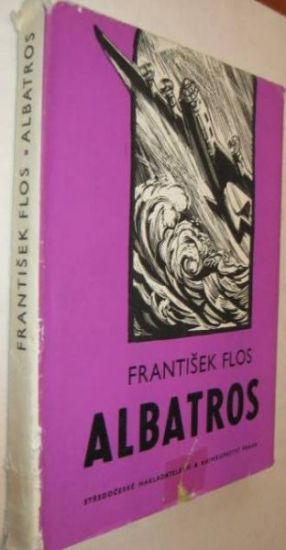 FRANTIŠEK FLOS • ALBATROS
FRANTIŠEK FLOS
ALBATROS
STŘEDOČESKÉ NAKLADATELSTVÍ A KNIHKUPECTVÍ PRAHA